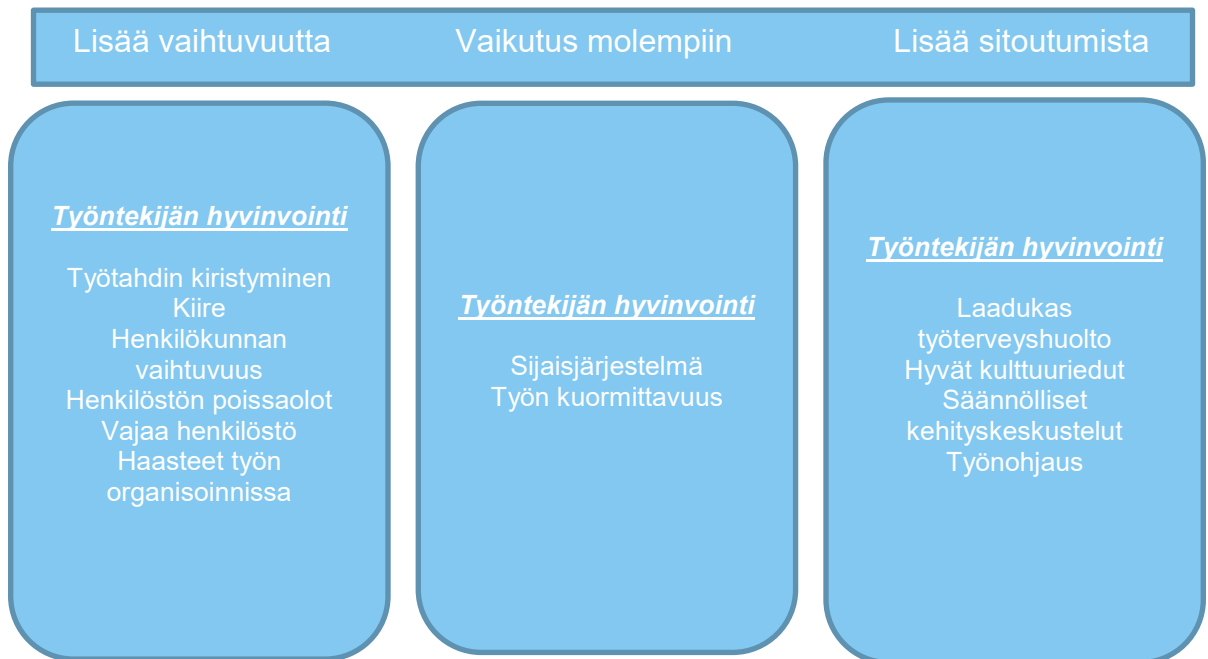 Lisää vaihtuvuutta Vaikutus molempiin Lisää sitoutumista
Työntekijän hyvinvointi
Työtahdin kiristyminen
Kiire
Henkilökunnan
vaihtuvuus
Henkilöstön poissaolot
Vajaa henkilöstö
Haasteet työn
organisoinnissa
Työntekijän hyvinvointi
Sijaisjärjestelmä
Työn kuormittavuus
Työntekijän hyvinvointi
Laadukas
työterveyshuolto
Hyvät kulttuuriedut
Säännölliset
kehityskeskustelut
Työnohjaus